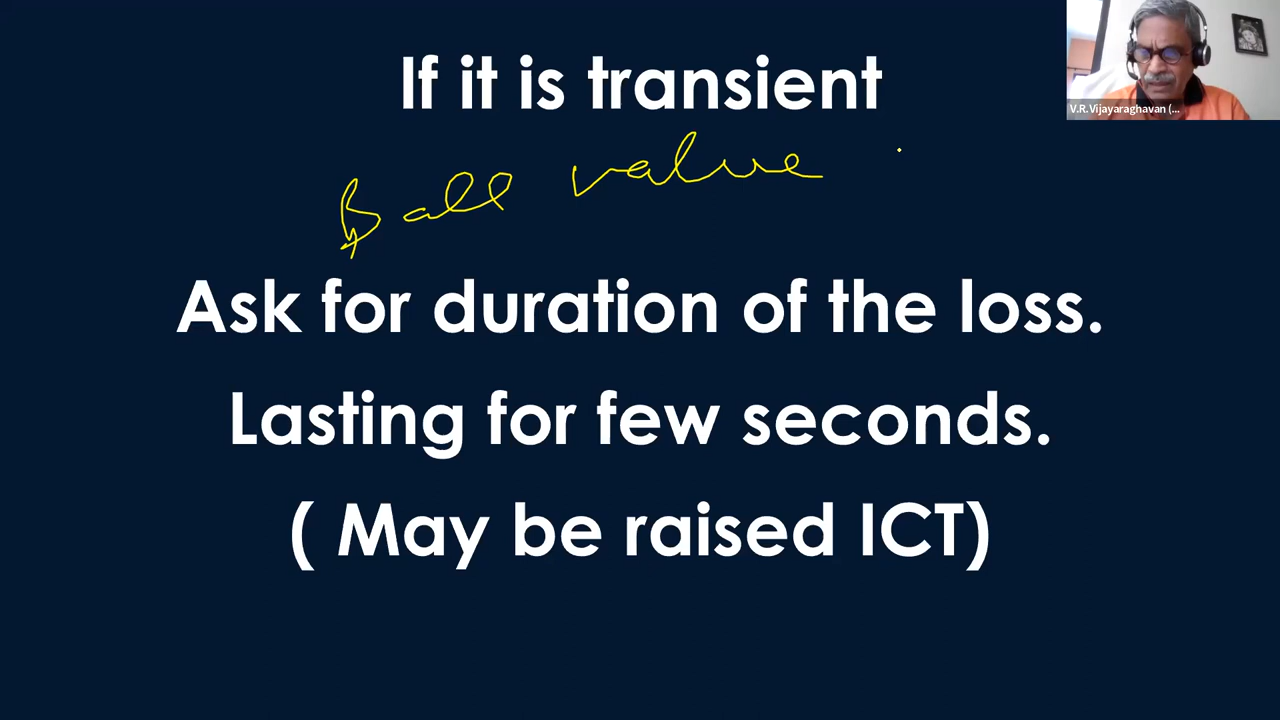 If it is transient
Ball valve
Ask for duration of the loss.
Lasting for few seconds.
( May be raised ICT)
V.R.Vijayaraghavan (...